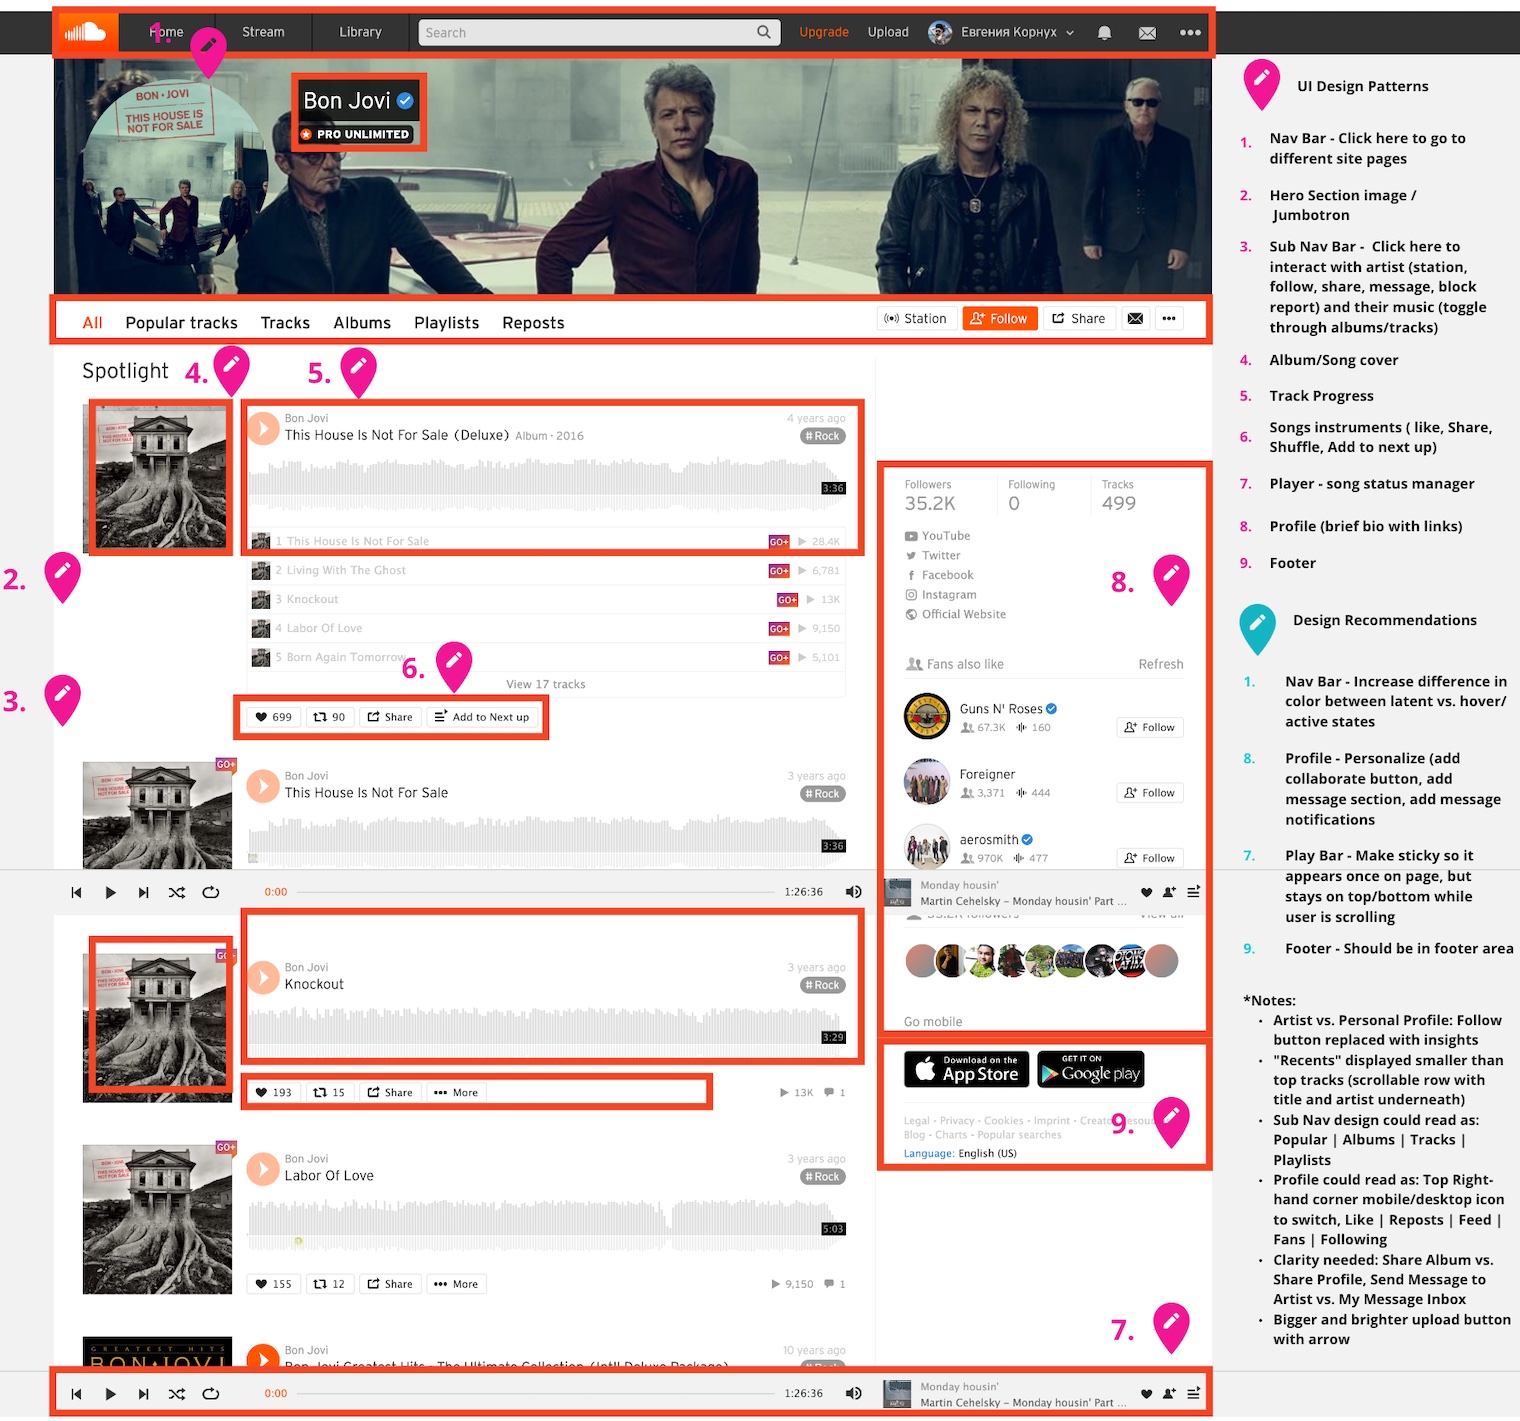 1.
Home
Stream
Library
Search
Upgrade
Upload
Евгения Корнух
BON • JOVI
THIS HOUSE IS
NOT FOR SALE
Bon Jovi
PRO UNLIMITED
All
Popular tracks
Tracks
Albums
Playlists
Reposts
Station
Follow
Share
Spotlight
4.
5.
Bon Jovi
4 years ago
This House Is Not For Sale (Deluxe) Album · 2016
# Rock
3:36
1 This House Is Not For Sale
GO+
28.4K
2.
2 Living With The Ghost
GO+
6,781
3 Knockout
GO+
13K
4 Labor Of Love
GO+
9,150
5 Born Again Tomorrow
GO+
5,101
6.
View 17 tracks
3.
699
90
Share
Add to Next up
GO+
Bon Jovi
3 years ago
This House Is Not For Sale
# Rock
3:36
0:00
1:26:36
Bon Jovi
3 years ago
Knockout
# Rock
3:29
193
15
Share
More
13K
1
GO+
Bon Jovi
3 years ago
Labor Of Love
# Rock
5:03
155
12
Share
More
9,150
1
GREATEST HITS
BON JOVI
Bon Jovi
10 years ago
Bon Jovi Greatest Hits - The Ultimate Collection (Int'l Deluxe Package)
0:00
1:26:36
Followers
Following
Tracks
35.2K
0
499
YouTube
Twitter
Facebook
Instagram
Official Website
8.
Fans also like
Refresh
Guns N' Roses
67.3K
160
Follow
Foreigner
3,371
444
Follow
aerosmith
970K
477
Follow
Monday housin'
Martin Cehelsky – Monday housin' Part ...
Go mobile
Download on the
App Store
GET IT ON
Google play
Legal - Privacy - Cookies - Imprint -
Blog - Charts - Popular searches
9.
Language: English (US)
7.
Monday housin'
Martin Cehelsky – Monday housin' Part ...
UI Design Patterns
1. Nav Bar - Click here to go to
different site pages
2. Hero Section image /
Jumbotron
3. Sub Nav Bar - Click here to
interact with artist (station,
follow, share, message, block
report) and their music (toggle
through albums/tracks)
4. Album/Song cover
5. Track Progress
6. Songs instruments ( like, Share,
Shuffle, Add to next up)
7. Player - song status manager
8. Profile (brief bio with links)
9. Footer
Design Recommendations
1. Nav Bar - Increase difference in
color between latent vs. hover/
active states
8. Profile - Personalize (add
collaborate button, add
message section, add message
notifications
7. Play Bar - Make sticky so it
appears once on page, but
stays on top/bottom while
user is scrolling
9. Footer - Should be in footer area
*Notes:
• Artist vs. Personal Profile: Follow
button replaced with insights
• "Recents" displayed smaller than
top tracks (scrollable row with
title and artist underneath)
• Sub Nav design could read as:
Popular | Albums | Tracks |
Playlists
• Profile could read as: Top Right-
hand corner mobile/desktop icon
to switch, Like | Reposts | Feed |
Fans | Following
• Clarity needed: Share Album vs.
Share Profile, Send Message to
Artist vs. My Message Inbox
• Bigger and brighter upload button
with arrow